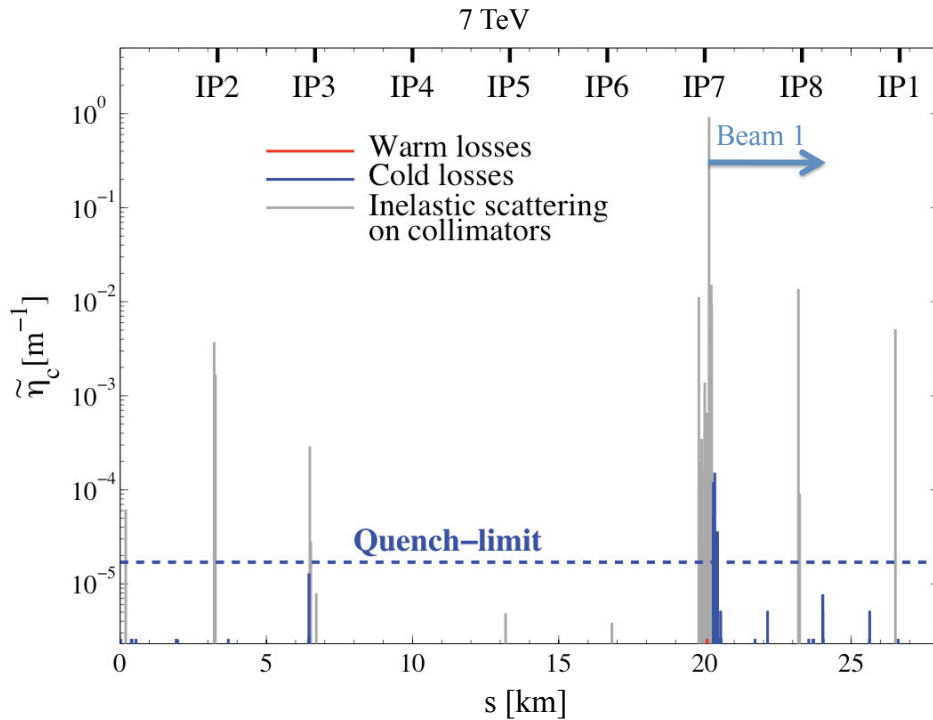 7 TeV
IP2 IP3 IP4 IP5 IP6 IP7 IP8 IP1
Beam 1
Warm losses
Cold losses
Inelastic scattering
on collimators
Quench−limit
10⁰
10⁻¹
10⁻²
10⁻³
10⁻⁴
10⁻⁵
η̃_c [m⁻¹]
0 5 10 15 20 25
s [km]